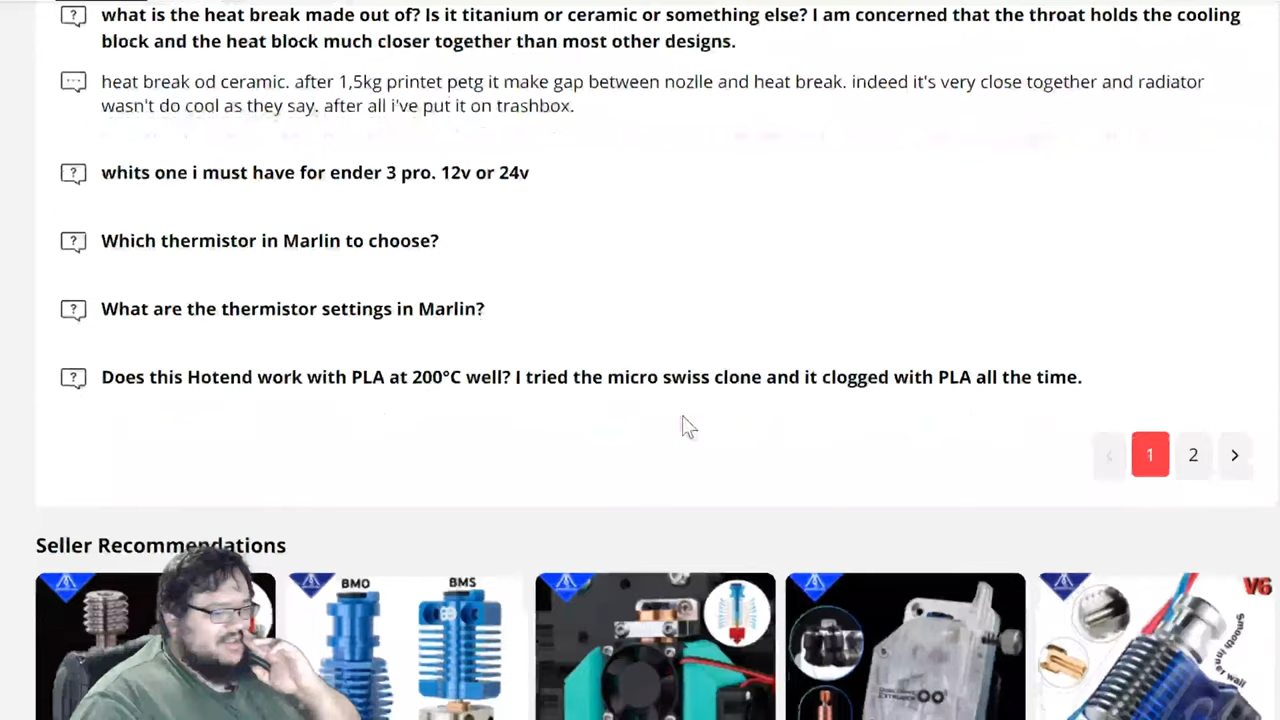 what is the heat break made out of? Is it titanium or ceramic or something else? I am concerned that the throat holds the cooling
block and the heat block much closer together than most other designs.
heat break od ceramic. after 1,5kg printet petg it make gap between nozlle and heat break. indeed it's very close together and radiator
wasn't do cool as they say. after all i've put it on trashbox.
whits one i must have for ender 3 pro. 12v or 24v
Which thermistor in Marlin to choose?
What are the thermistor settings in Marlin?
Does this Hotend work with PLA at 200°C well? I tried the micro swiss clone and it clogged with PLA all the time.
1 2
Seller Recommendations
BMO BMS
V6
Smooth inner wall